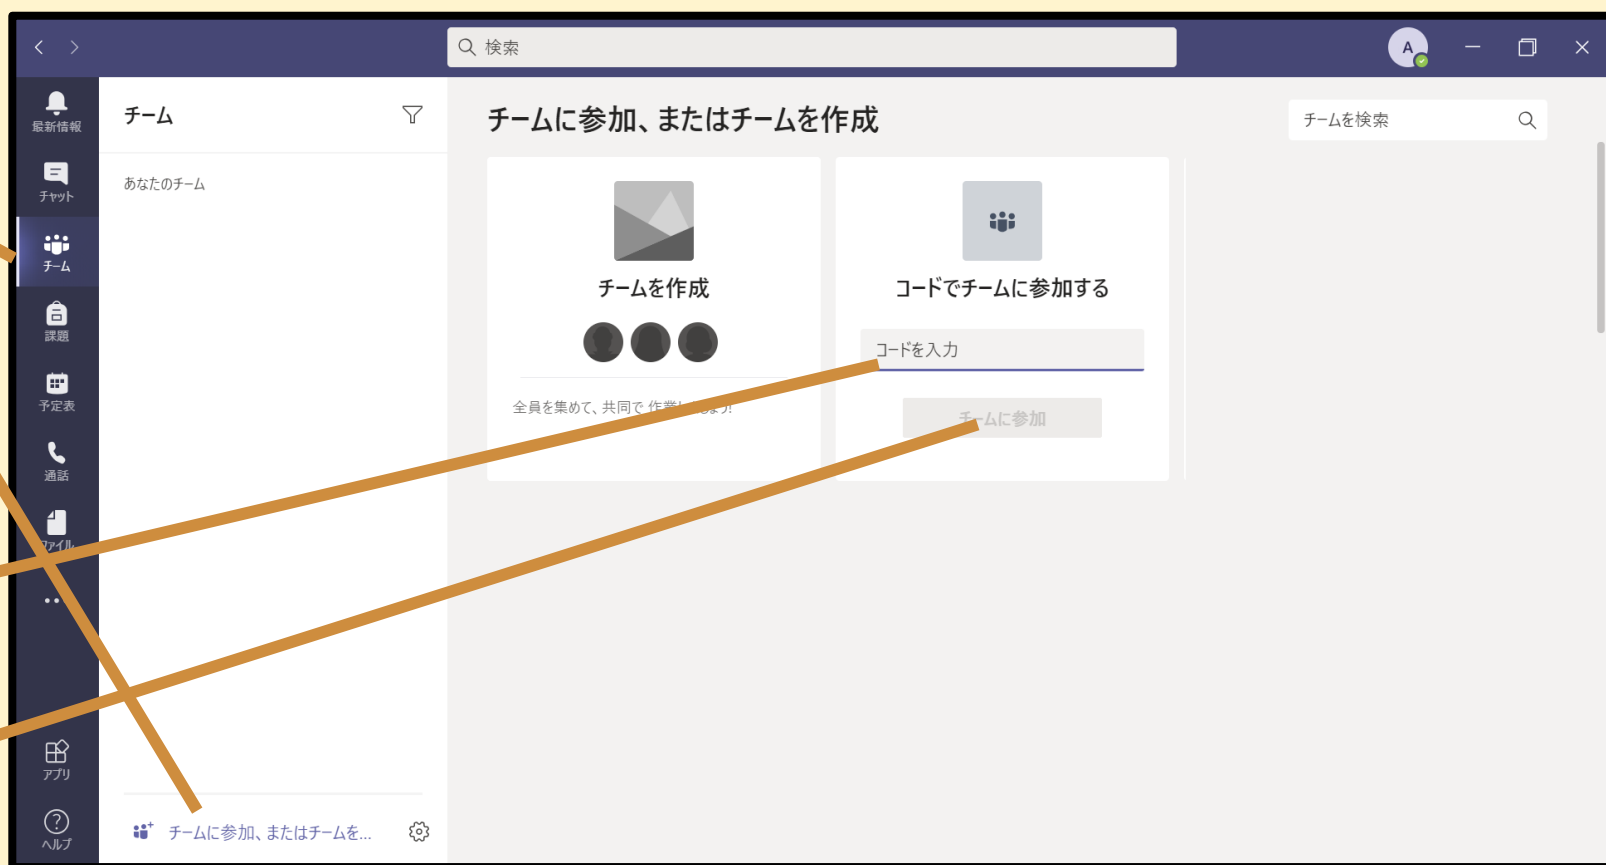 検索
A
最新情報
チャット
チーム
課題
予定表
通話
ファイル
アプリ
ヘルプ
チーム
あなたのチーム
チームに参加、またはチームを...
チームに参加、またはチームを作成
チームを検索
チームを作成
全員を集めて、共同で
コードでチームに参加する
コードを入力
チームに参加